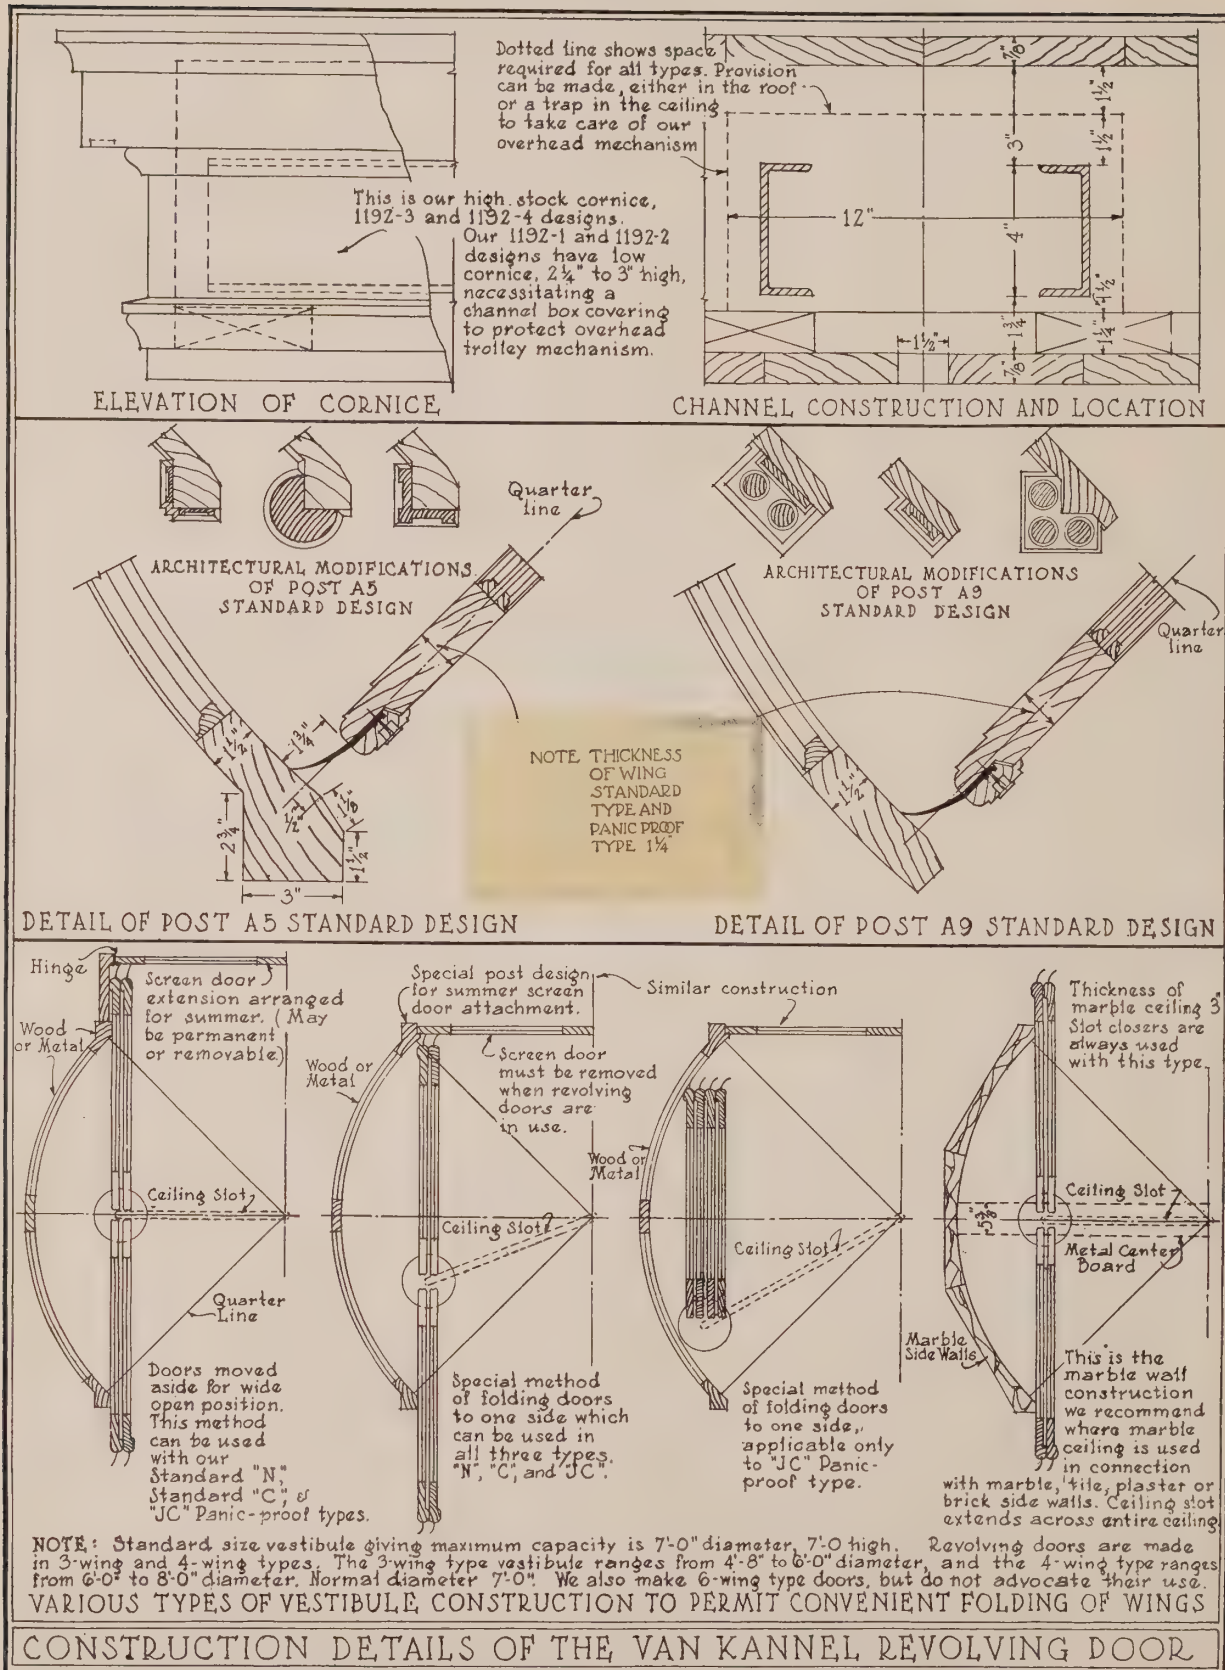 Dotted line shows space
required for all types. Provision
can be made, either in the roof
or a trap in the ceiling
to take care of our
overhead mechanism
This is our high stock cornice,
1192-3 and 1192-4 designs.
Our 1192-1 and 1192-2
designs have low
cornice, 2¼" to 3" high,
necessitating a
channel box covering
to protect overhead
trolley mechanism.
ELEVATION OF CORNICE
7/8"
1½"
3"
1½"
12"
4"
½"
1¾"
1¼"
1½"
7/8"
CHANNEL CONSTRUCTION AND LOCATION
Quarter
line
ARCHITECTURAL MODIFICATIONS
OF POST A5
STANDARD DESIGN
1½"
1¾"
1⅛"
½"
2¾"
1½"
3"
DETAIL OF POST A5 STANDARD DESIGN
NOTE THICKNESS
OF WING
STANDARD
TYPE AND
PANIC PROOF
TYPE 1¼"
ARCHITECTURAL MODIFICATIONS
OF POST A9
STANDARD DESIGN
Quarter
line
1½"
DETAIL OF POST A9 STANDARD DESIGN
Hinge
Screen door
extension arranged
for summer. (May
be permanent
or removable)
Wood
or Metal
Ceiling Slot
Quarter
Line
Doors moved
aside for wide
open position.
This method
can be used
with our
Standard "N",
Standard "C", &
"JC" Panic-proof types.
Special post design
for summer screen
door attachment.
Wood or
Metal
Screen door
must be removed
when revolving
doors are
in use.
Ceiling Slot
Special method
of folding doors
to one side which
can be used in
all three types,
"N", "C", and "JC".
Similar construction
Wood or
Metal
Ceiling Slot
Special method
of folding doors
to one side,
applicable only
to "JC" Panic-
proof type.
Thickness of
marble ceiling 3"
Slot closers are
always used
with this type.
5⅜"
Ceiling Slot
Metal Center
Board
Marble
Side Walls
This is the
marble wall
construction
we recommend
where marble
ceiling is used
in connection
with marble, tile, plaster or
brick side walls. Ceiling slot
extends across entire ceiling
NOTE: Standard size vestibule giving maximum capacity is 7'-0" diameter, 7'-0 high. Revolving doors are made
in 3-wing and 4-wing types. The 3-wing type vestibule ranges from 4'-8" to 6'-0" diameter, and the 4-wing type ranges
from 6'-0" to 8'-0" diameter. Normal diameter 7'-0". We also make 6-wing type doors, but do not advocate their use.
VARIOUS TYPES OF VESTIBULE CONSTRUCTION TO PERMIT CONVENIENT FOLDING OF WINGS
CONSTRUCTION DETAILS OF THE VAN KANNEL REVOLVING DOOR